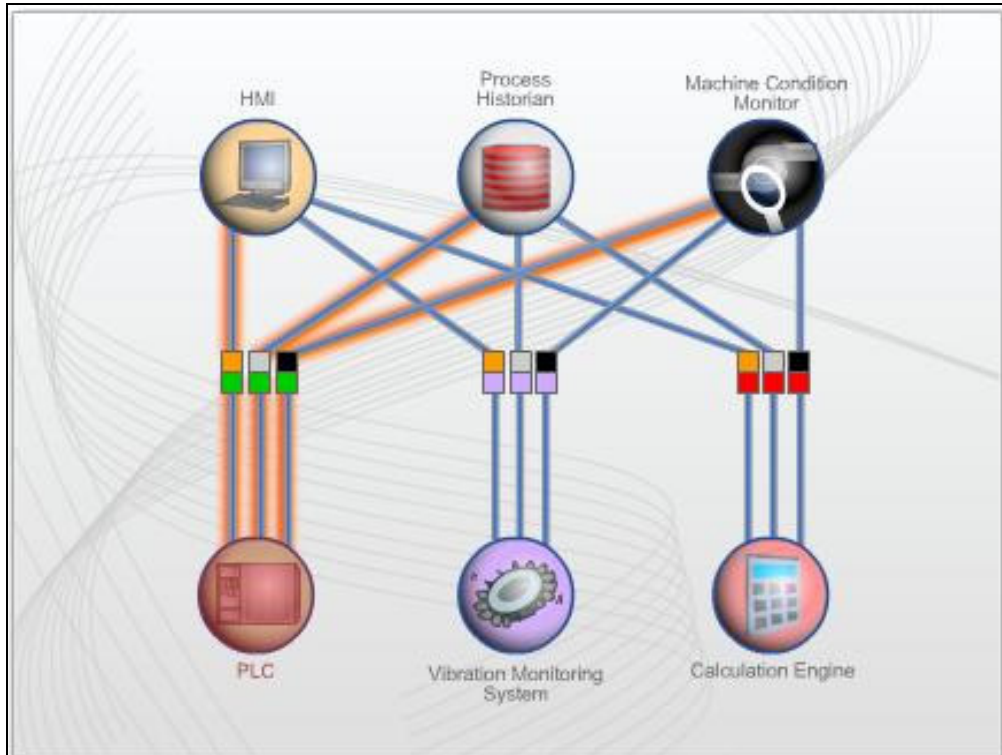 HMI
Process
Historian
Machine Condition
Monitor
PLC
Vibration Monitoring
System
Calculation Engine